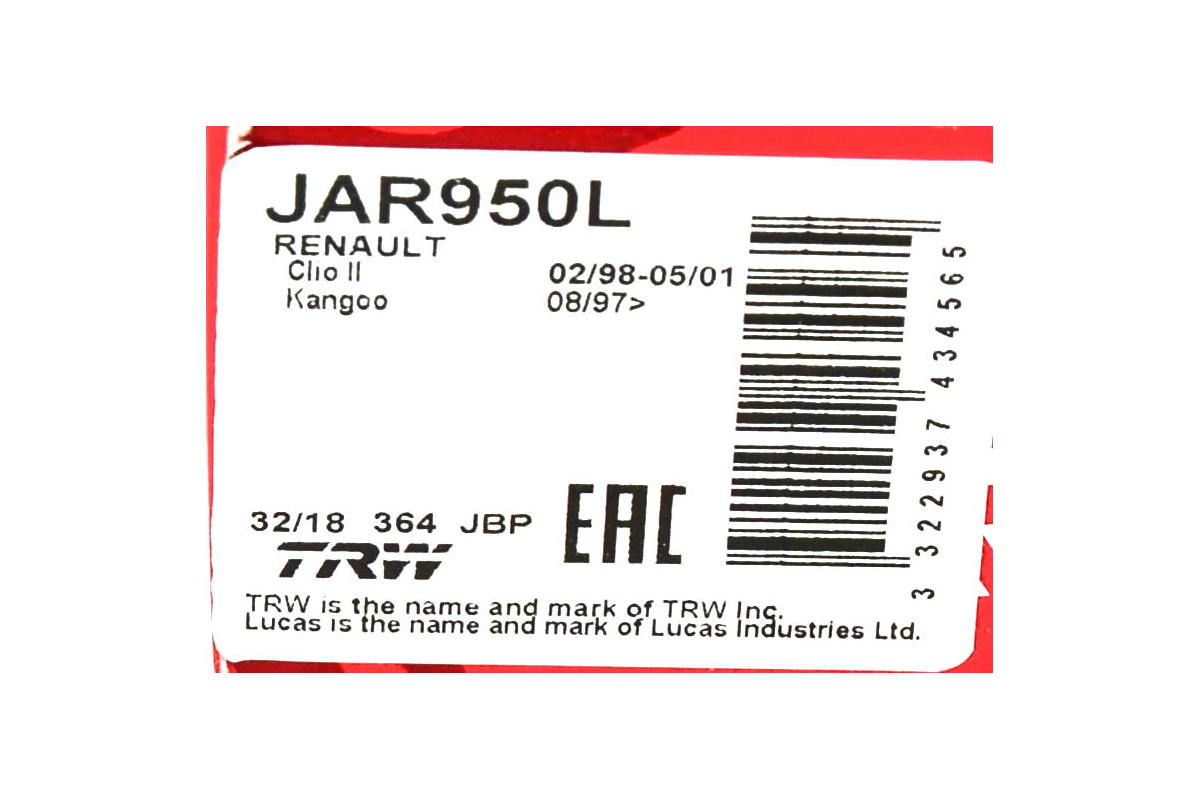 JAR950L
RENAULT
Clio II 02/98-05/01
Kangoo 08/97>
32/18 364 JBP
EAC
TRW
TRW is the name and mark of TRW Inc.
Lucas is the name and mark of Lucas Industries Ltd.
3 322937 434565